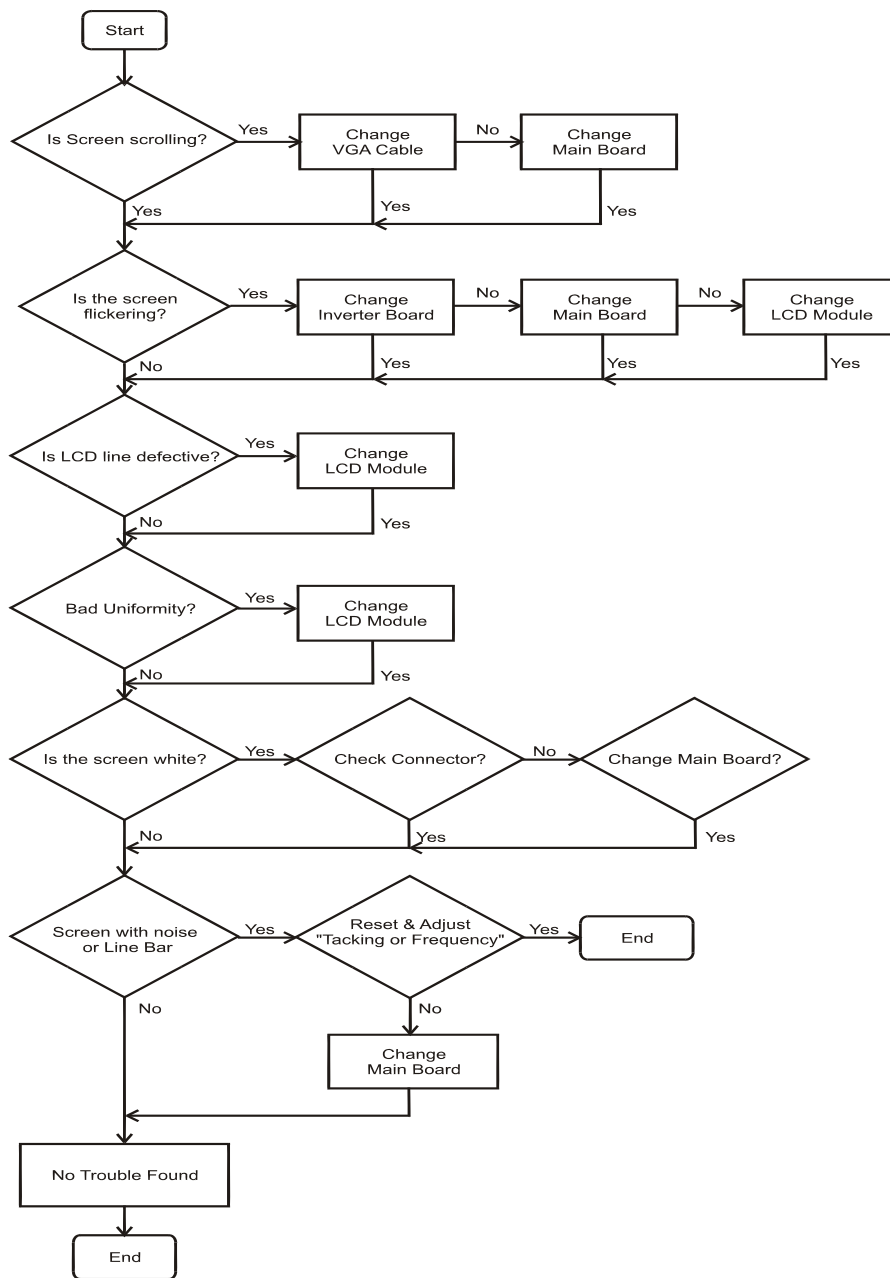 Start
Is Screen scrolling?
Yes
Change
VGA Cable
No
Change
Main Board
Yes
Yes
Yes
Is the screen
flickering?
Yes
Change
Inverter Board
No
Change
Main Board
No
Change
LCD Module
No
Yes
Yes
Yes
Is LCD line defective?
Yes
Change
LCD Module
No
Yes
Bad Uniformity?
Yes
Change
LCD Module
No
Yes
Is the screen white?
Yes
Check Connector?
No
Change Main Board?
No
Yes
Yes
Screen with noise
or Line Bar
Yes
Reset & Adjust
"Tacking or Frequency"
Yes
End
No
No
Change
Main Board
No Trouble Found
End